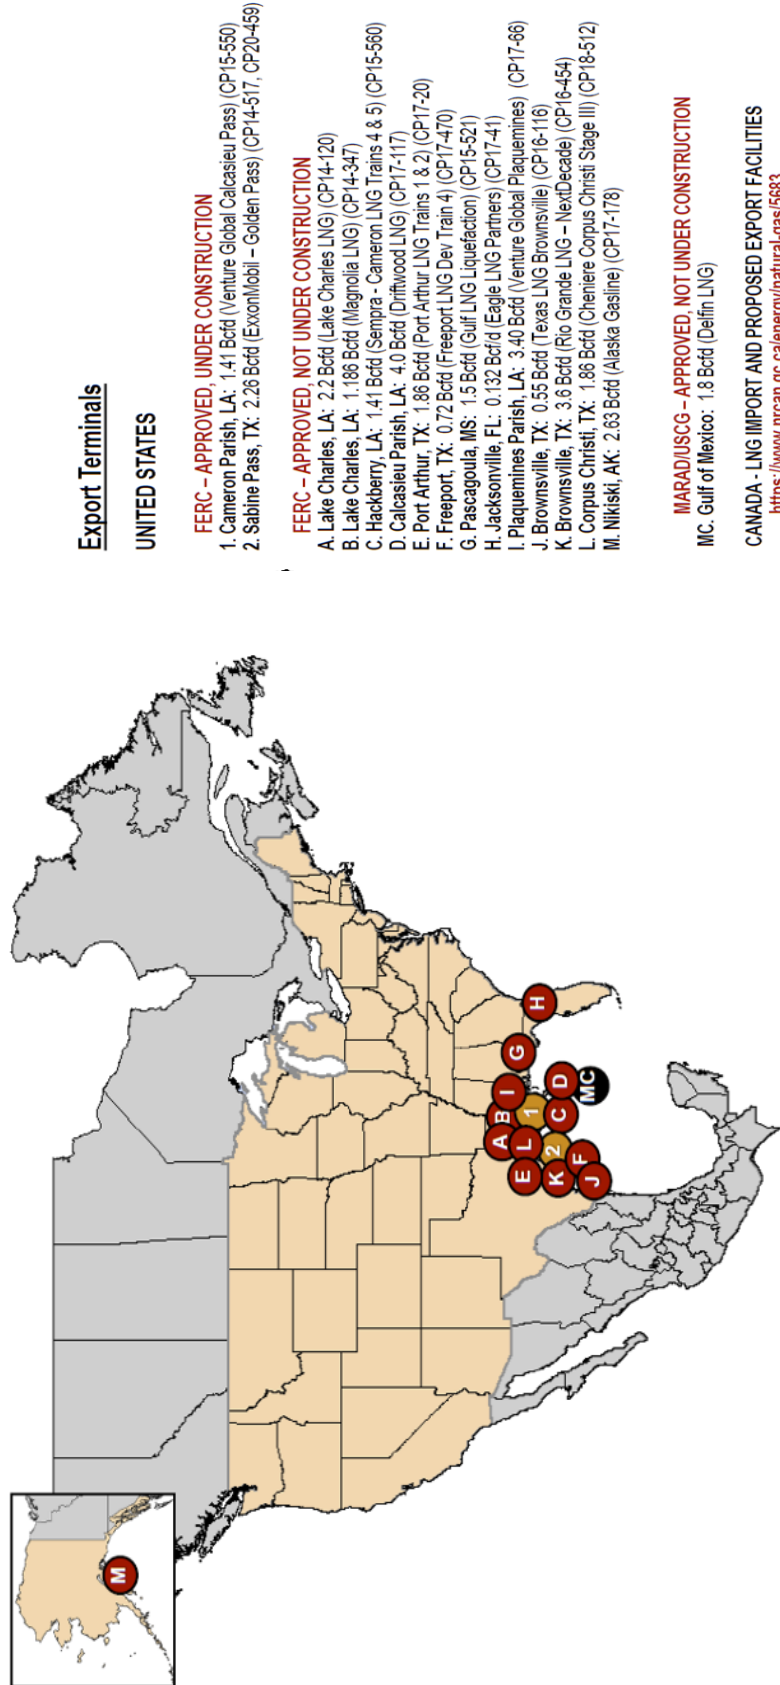 Export Terminals
UNITED STATES
FERC – APPROVED, UNDER CONSTRUCTION
1. Cameron Parish, LA: 1.41 Bcfd (Venture Global Calcasieu Pass) (CP15-550)
2. Sabine Pass, TX: 2.26 Bcfd (ExxonMobil – Golden Pass) (CP14-517, CP20-459)
FERC – APPROVED, NOT UNDER CONSTRUCTION
A. Lake Charles, LA: 2.2 Bcfd (Lake Charles LNG) (CP14-120)
B. Lake Charles, LA: 1.186 Bcfd (Magnolia LNG) (CP14-347)
C. Hackberry, LA: 1.41 Bcfd (Sempra - Cameron LNG Trains 4 & 5) (CP15-560)
D. Calcasieu Parish, LA: 4.0 Bcfd (Driftwood LNG) (CP17-117)
E. Port Arthur, TX: 1.86 Bcfd (Port Arthur LNG Trains 1 & 2) (CP17-20)
F. Freeport, TX: 0.72 Bcfd (Freeport LNG Dev Train 4) (CP17-470)
G. Pascagoula, MS: 1.5 Bcfd (Gulf LNG Liquefaction) (CP15-521)
H. Jacksonville, FL: 0.132 Bcf/d (Eagle LNG Partners) (CP17-41)
I. Plaquemines Parish, LA: 3.40 Bcfd (Venture Global Plaquemines) (CP17-66)
J. Brownsville, TX: 0.55 Bcfd (Texas LNG Brownsville) (CP16-116)
K. Brownsville, TX: 3.6 Bcfd (Rio Grande LNG – NextDecade) (CP16-454)
L. Corpus Christi, TX: 1.86 Bcfd (Cheniere Corpus Christi Stage III) (CP18-512)
M. Nikiski, AK: 2.63 Bcfd (Alaska Gasline) (CP17-178)
MARAD/USCG – APPROVED, NOT UNDER CONSTRUCTION
MC. Gulf of Mexico: 1.8 Bcfd (Delfin LNG)
CANADA - LNG IMPORT AND PROPOSED EXPORT FACILITIES
https://www.nrcan.gc.ca/energy/natural-gas/5683
M
A
B
I
G
H
E
L
1
K
2
C
D
J
F
MC